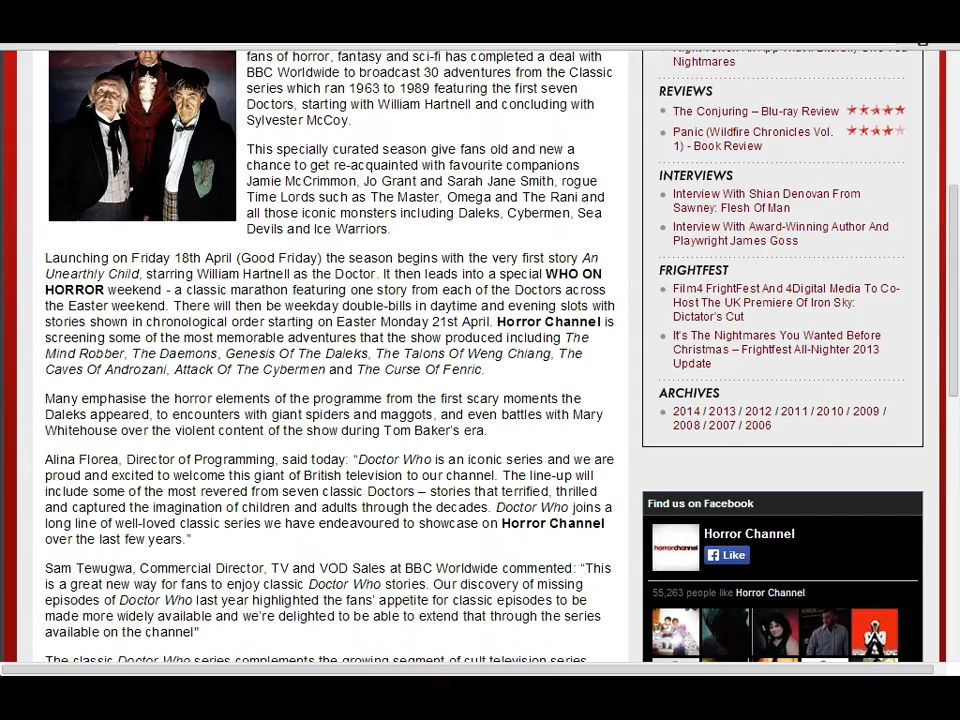 fans of horror, fantasy and sci-fi has completed a deal with
BBC Worldwide to broadcast 30 adventures from the Classic
series which ran 1963 to 1989 featuring the first seven
Doctors, starting with William Hartnell and concluding with
Sylvester McCoy.
This specially curated season give fans old and new a
chance to get re-acquainted with favourite companions
Jamie McCrimmon, Jo Grant and Sarah Jane Smith, rogue
Time Lords such as The Master, Omega and The Rani and
all those iconic monsters including Daleks, Cybermen, Sea
Devils and Ice Warriors.
Launching on Friday 18th April (Good Friday) the season begins with the very first story An
Unearthly Child, starring William Hartnell as the Doctor. It then leads into a special WHO ON
HORROR weekend - a classic marathon featuring one story from each of the Doctors across
the Easter weekend. There will then be weekday double-bills in daytime and evening slots with
stories shown in chronological order starting on Easter Monday 21st April. Horror Channel is
screening some of the most memorable adventures that the show produced including The
Mind Robber, The Daemons, Genesis Of The Daleks, The Talons Of Weng Chiang, The
Caves Of Androzani, Attack Of The Cybermen and The Curse Of Fenric.
Many emphasise the horror elements of the programme from the first scary moments the
Daleks appeared, to encounters with giant spiders and maggots, and even battles with Mary
Whitehouse over the violent content of the show during Tom Baker's era.
Alina Florea, Director of Programming, said today: “Doctor Who is an iconic series and we are
proud and excited to welcome this giant of British television to our channel. The line-up will
include some of the most revered from seven classic Doctors – stories that terrified, thrilled
and captured the imagination of children and adults through the decades. Doctor Who joins a
long line of well-loved classic series we have endeavoured to showcase on Horror Channel
over the last few years.”
Sam Tewugwa, Commercial Director, TV and VOD Sales at BBC Worldwide commented: “This
is a great new way for fans to enjoy classic Doctor Who stories. Our discovery of missing
episodes of Doctor Who last year highlighted the fans’ appetite for classic episodes to be
made more widely available and we’re delighted to be able to extend that through the series
available on the channel”
The classic Doctor Who series complements the growing segment of cult television series
Nightmares
REVIEWS
The Conjuring – Blu-ray Review
Panic (Wildfire Chronicles Vol.
1) - Book Review
INTERVIEWS
Interview With Shian Denovan From
Sawney: Flesh Of Man
Interview With Award-Winning Author And
Playwright James Goss
FRIGHTFEST
Film4 FrightFest And 4Digital Media To Co-
Host The UK Premiere Of Iron Sky:
Dictator's Cut
It's The Nightmares You Wanted Before
Christmas – Frightfest All-Nighter 2013
Update
ARCHIVES
2014 / 2013 / 2012 / 2011 / 2010 / 2009 /
2008 / 2007 / 2006
Find us on Facebook
Horror Channel
horrorchannel
Like
55,263 people like Horror Channel.